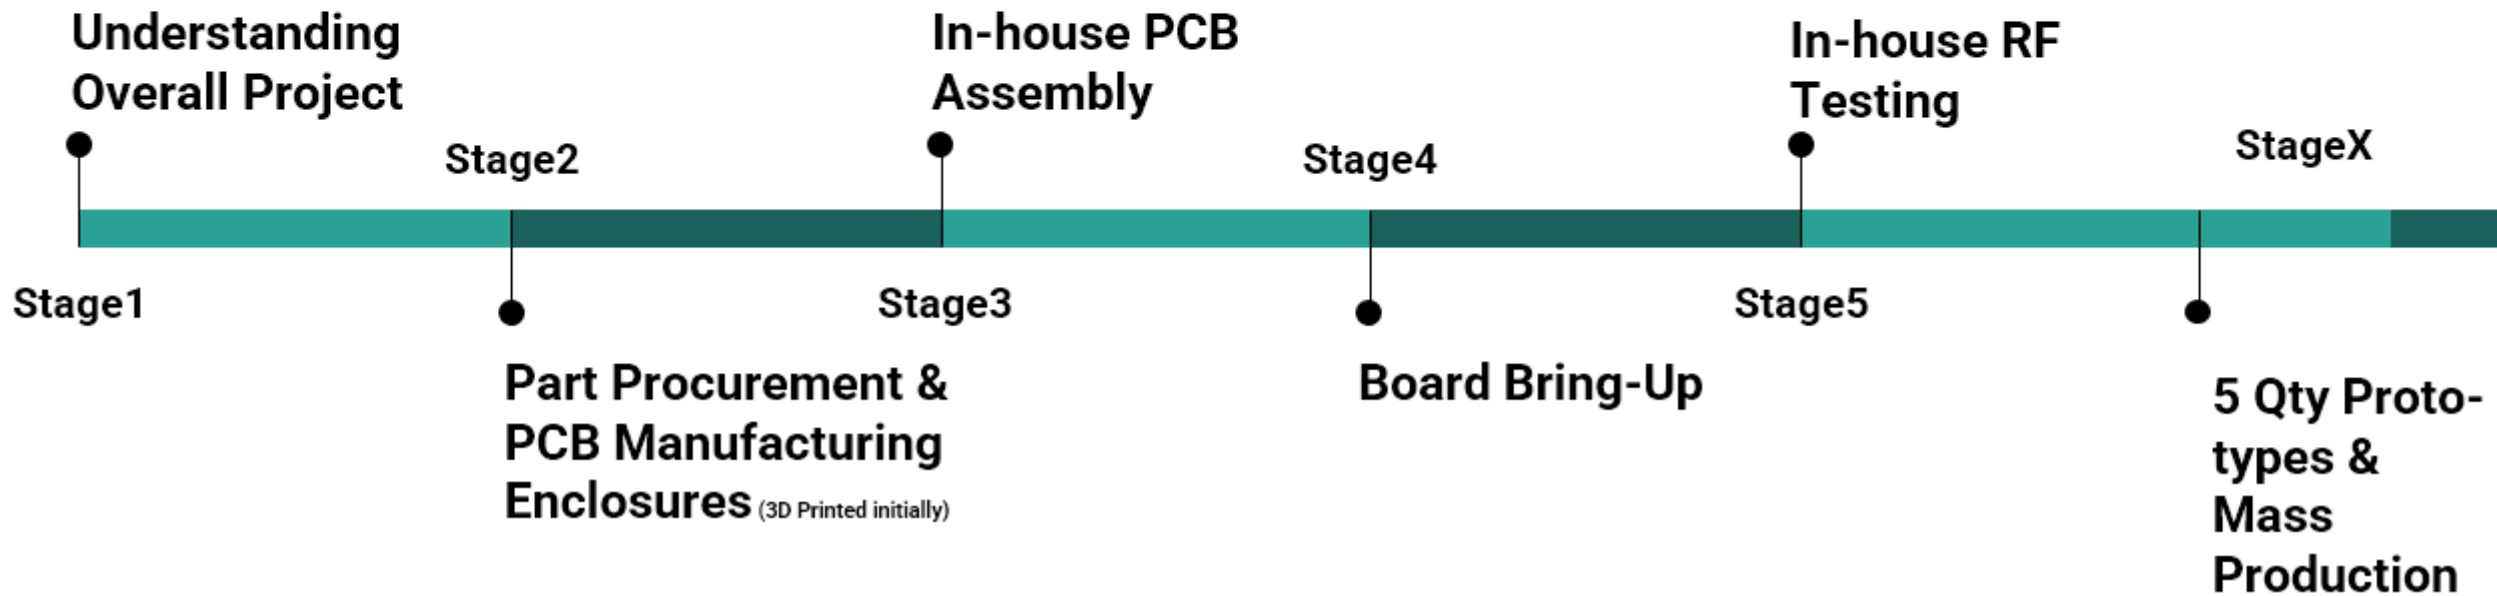 Understanding
Overall Project
Stage1
Stage2
Part Procurement &
PCB Manufacturing
Enclosures (3D Printed initially)
In-house PCB
Assembly
Stage3
Stage4
Board Bring-Up
In-house RF
Testing
Stage5
StageX
5 Qty Proto-
types &
Mass
Production